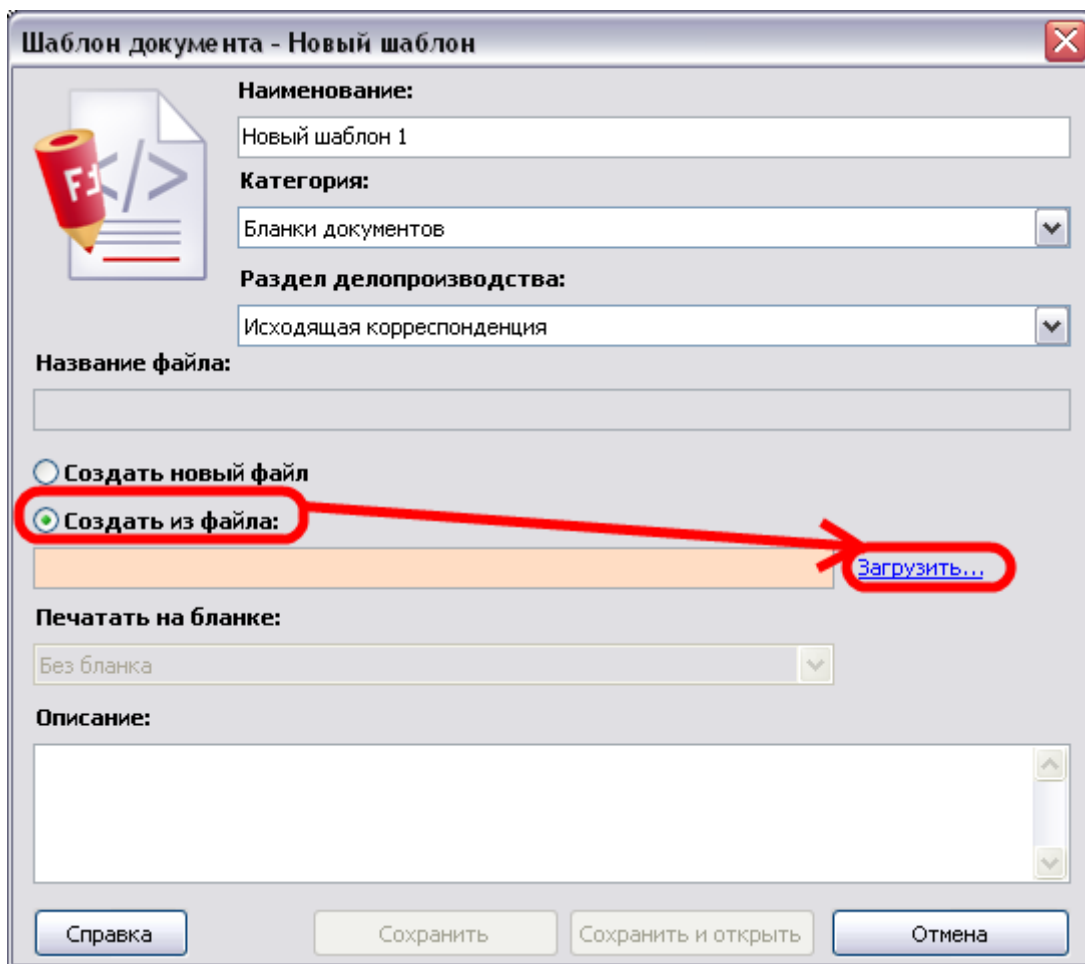 Шаблон документа - Новый шаблон
Наименование:
Новый шаблон 1
Категория:
Бланки документов
Раздел делопроизводства:
Исходящая корреспонденция
Название файла:
Создать новый файл
Создать из файла:
Загрузить...
Печатать на бланке:
Без бланка
Описание:
Справка
Сохранить
Сохранить и открыть
Отмена